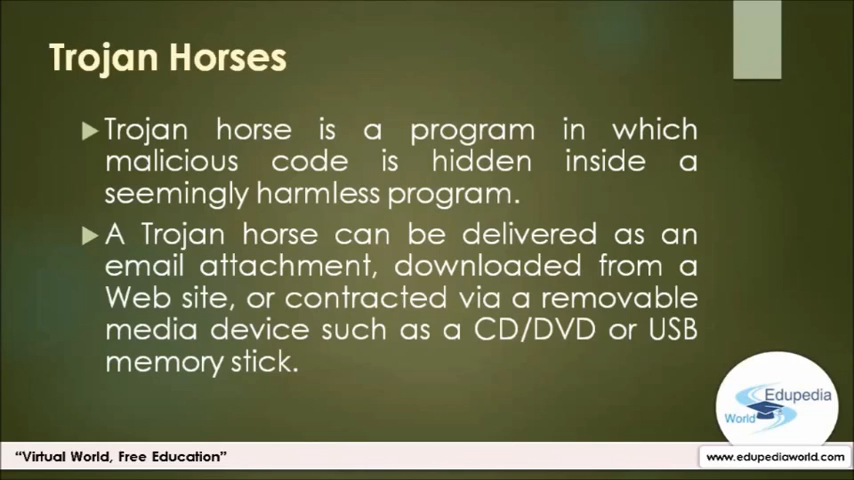 Trojan Horses
Trojan horse is a program in which
malicious code is hidden inside a
seemingly harmless program.
A Trojan horse can be delivered as an
email attachment, downloaded from a
Web site, or contracted via a removable
media device such as a CD/DVD or USB
memory stick.
Edupedia
World
“Virtual World, Free Education”
www.edupediaworld.com